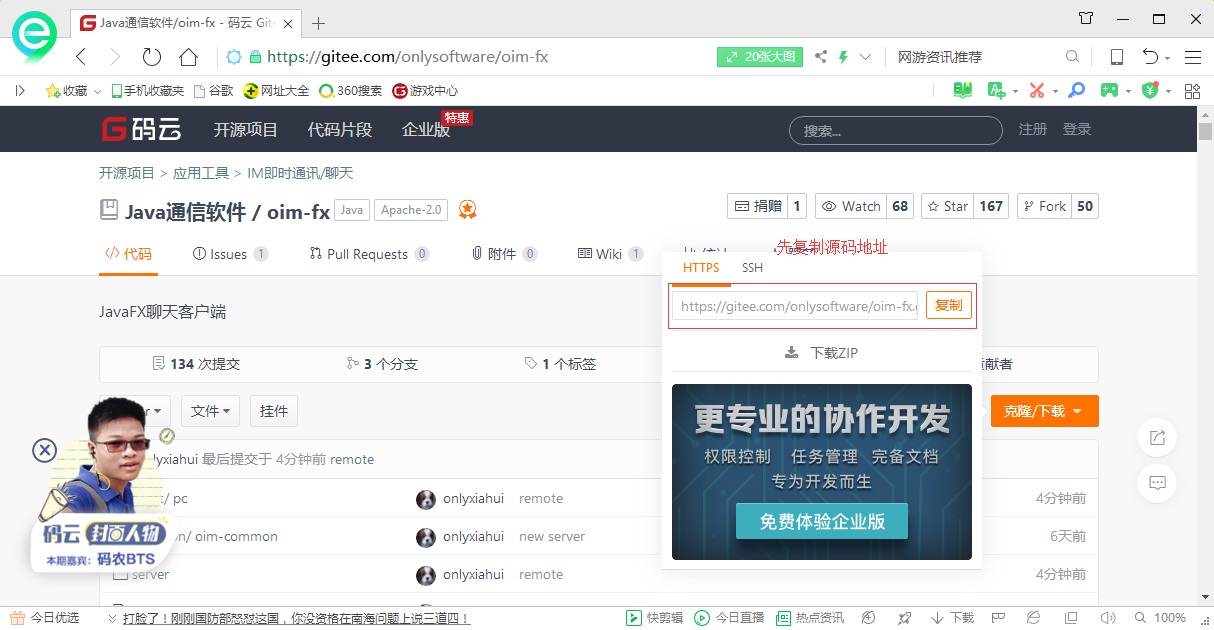 Java通信软件/oim-fx - 码云 Git
https://gitee.com/onlysoftware/oim-fx
20张大图
网游资讯推荐
收藏 手机收藏夹 谷歌 网址大全 360搜索 游戏中心
码云 开源项目 代码片段 企业版 特惠 搜索... 注册 登录
开源项目 > 应用工具 > IM即时通讯/聊天
Java通信软件 / oim-fx Java Apache-2.0 捐赠 1 Watch 68 Star 167 Fork 50
代码 Issues 1 Pull Requests 0 附件 0 Wiki 1
先复制源码地址
HTTPS SSH
https://gitee.com/onlysoftware/oim-fx.g 复制
下载ZIP
JavaFX聊天客户端
134 次提交 3 个分支 1 个标签 献者
文件 挂件 克隆/下载
更专业的协作开发
权限控制 任务管理 完备文档
专为开发而生
免费体验企业版
lyxiahui 最后提交于 4分钟前 remote
/ pc onlyxiahui remote 4分钟前
/ oim-common onlyxiahui new server 6天前
server onlyxiahui remote 4分钟前
码云 封面人物
本期嘉宾：码农BTS
今日优选 打脸了！刚刚国防部怒怼这国，你没资格在南海问题上说三道四！ 快剪辑 今日直播 热点资讯 下载 100%